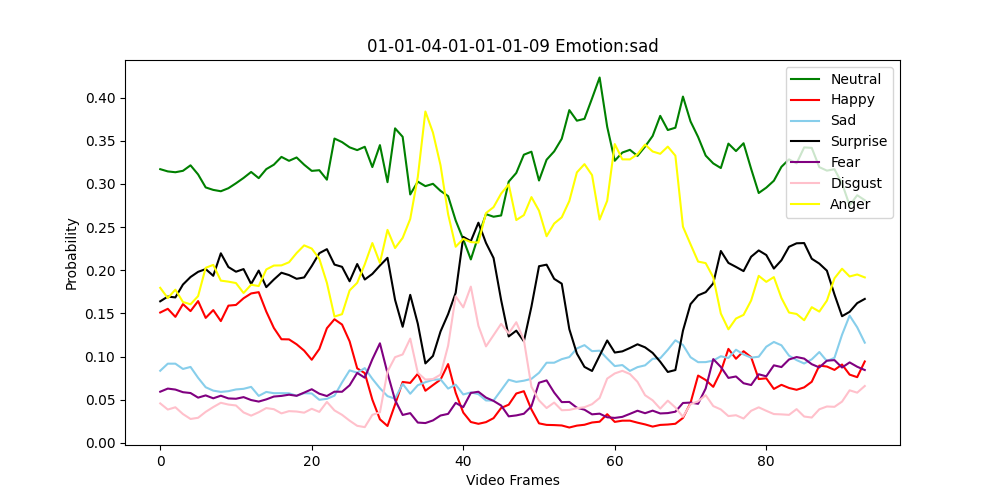 01-01-04-01-01-01-09 Emotion:sad
Neutral
Happy
Sad
Surprise
Fear
Disgust
Anger
Probability
0.40
0.35
0.30
0.25
0.20
0.15
0.10
0.05
0.00
0 20 40 60 80
Video Frames